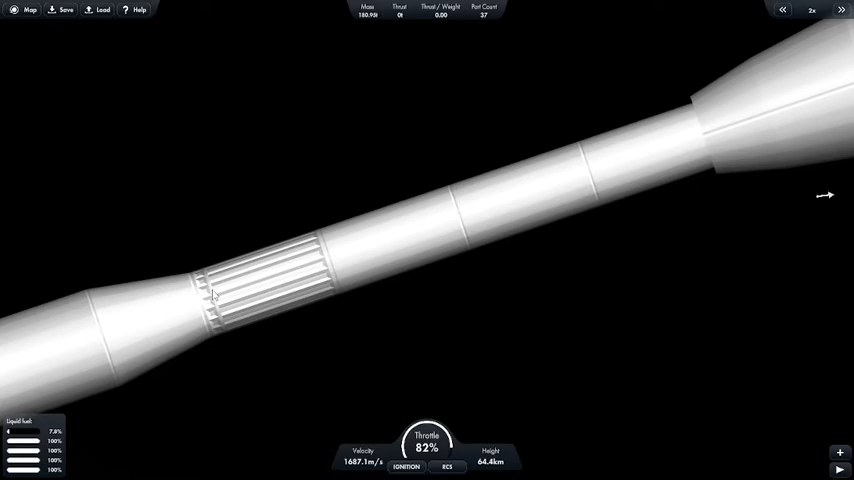 Map Save Load ? Help
Mass Thrust Thrust / Weight Part Count
180.95t 0t 0.00 37
2x
Liquid fuel:
7.8%
100%
100%
100%
100%
Throttle
82%
Velocity
1687.1m/s
Height
64.4km
IGNITION RCS